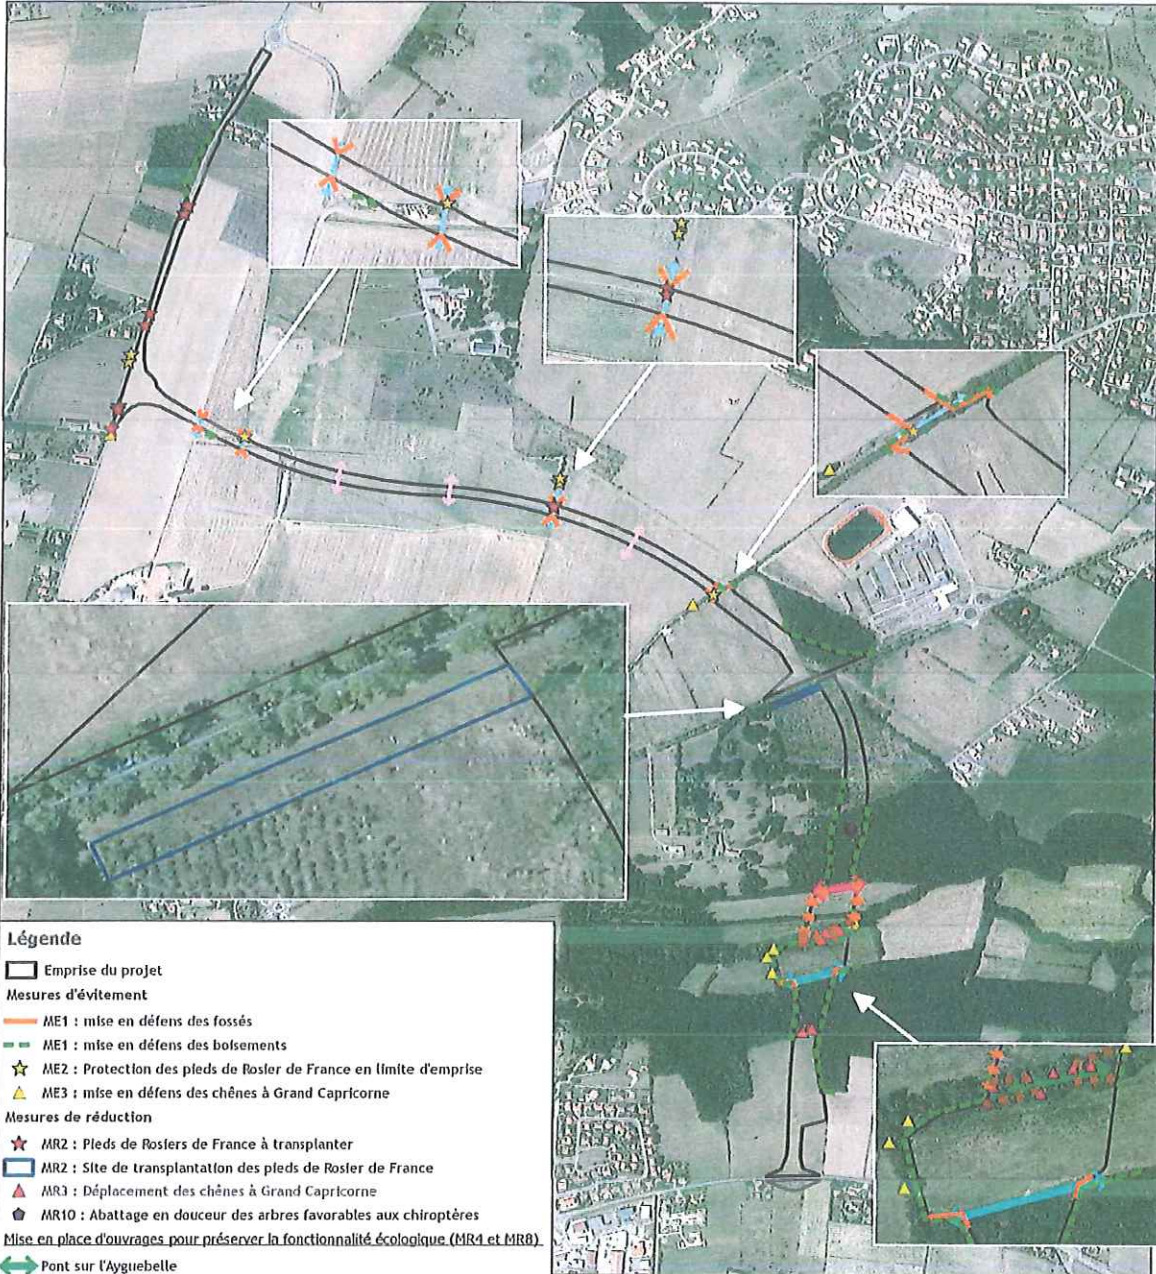 Légende
Emprise du projet
Mesures d'évitement
ME1 : mise en défens des fossés
ME1 : mise en défens des boisements
ME2 : Protection des pieds de Rosier de France en limite d'emprise
ME3 : mise en défens des chênes à Grand Capricorne
Mesures de réduction
MR2 : Pieds de Rosiers de France à transplanter
MR2 : Site de transplantation des pieds de Rosier de France
MR3 : Déplacement des chênes à Grand Capricorne
MR10 : Abattage en douceur des arbres favorables aux chiroptères
Mise en place d'ouvrages pour préserver la fonctionnalité écologique (MR4 et MR8)
Pont sur l'Ayguebelle